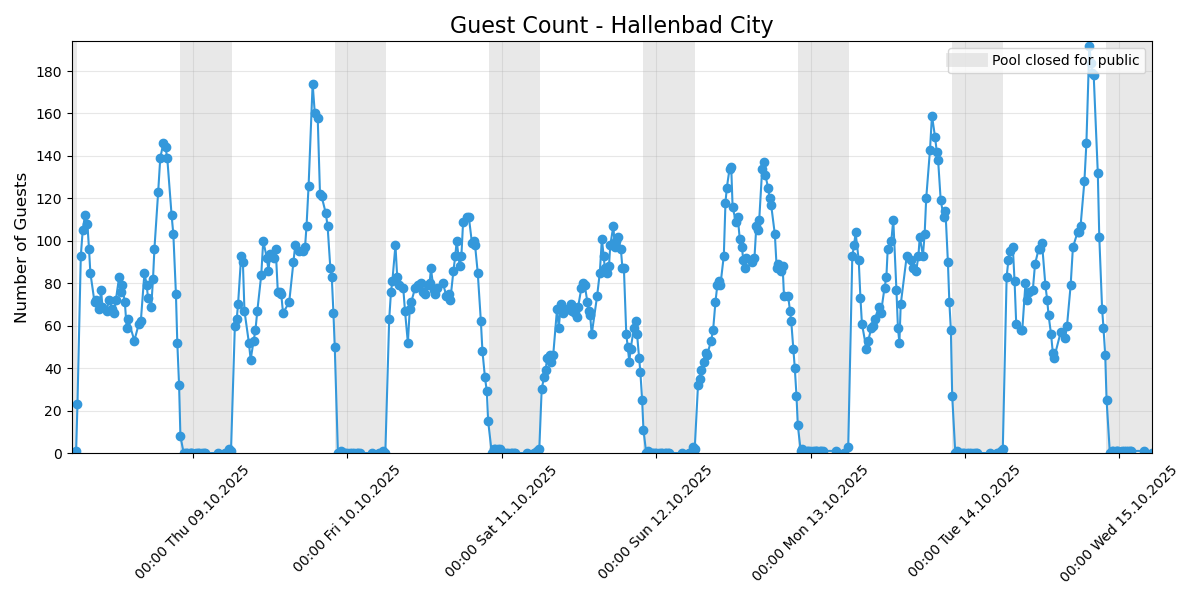 Guest Count - Hallenbad City
Number of Guests
180
160
140
120
100
80
60
40
20
0
Pool closed for public
00:00 Thu 09.10.2025
00:00 Fri 10.10.2025
00:00 Sat 11.10.2025
00:00 Sun 12.10.2025
00:00 Mon 13.10.2025
00:00 Tue 14.10.2025
00:00 Wed 15.10.2025